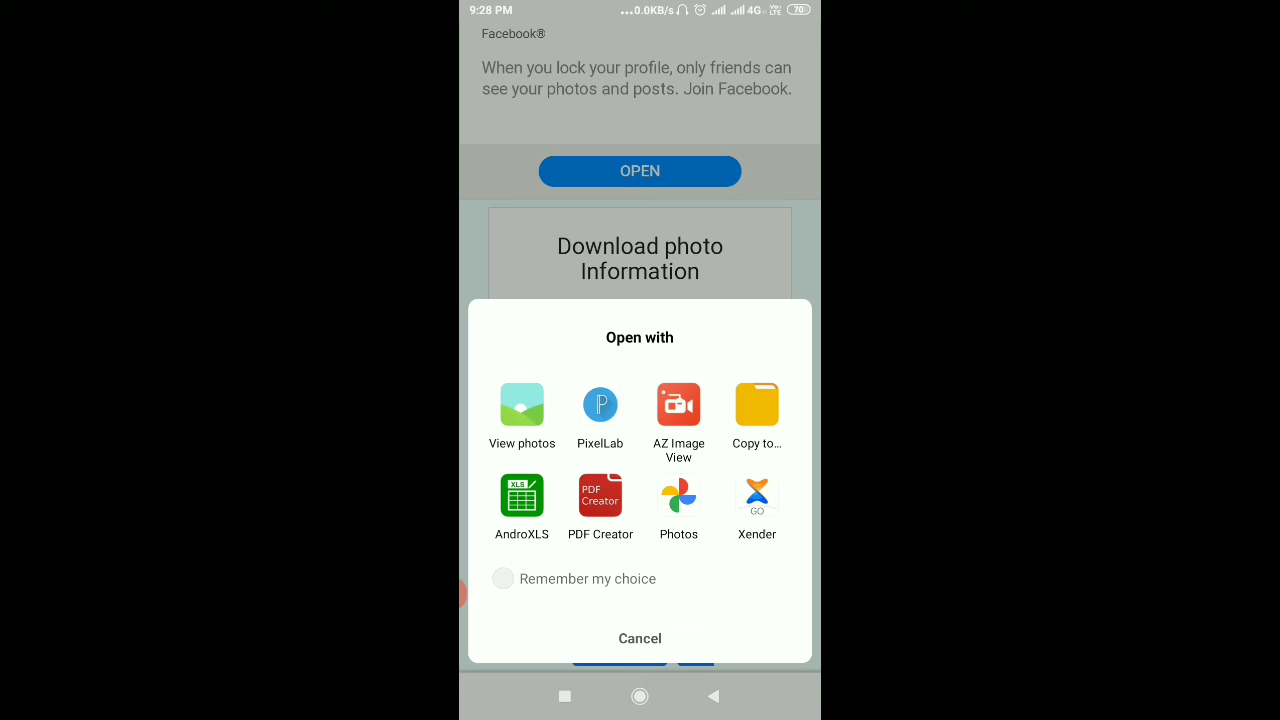 9:28 PM
...0.0KB/s 4G Vo) LTE 70
Facebook®
When you lock your profile, only friends can
see your photos and posts. Join Facebook.
OPEN
Download photo
Information
Open with
View photos
PixelLab
AZ Image
View
Copy to...
XLS
PDF
Creator
GO
AndroXLS
PDF Creator
Photos
Xender
Remember my choice
Cancel